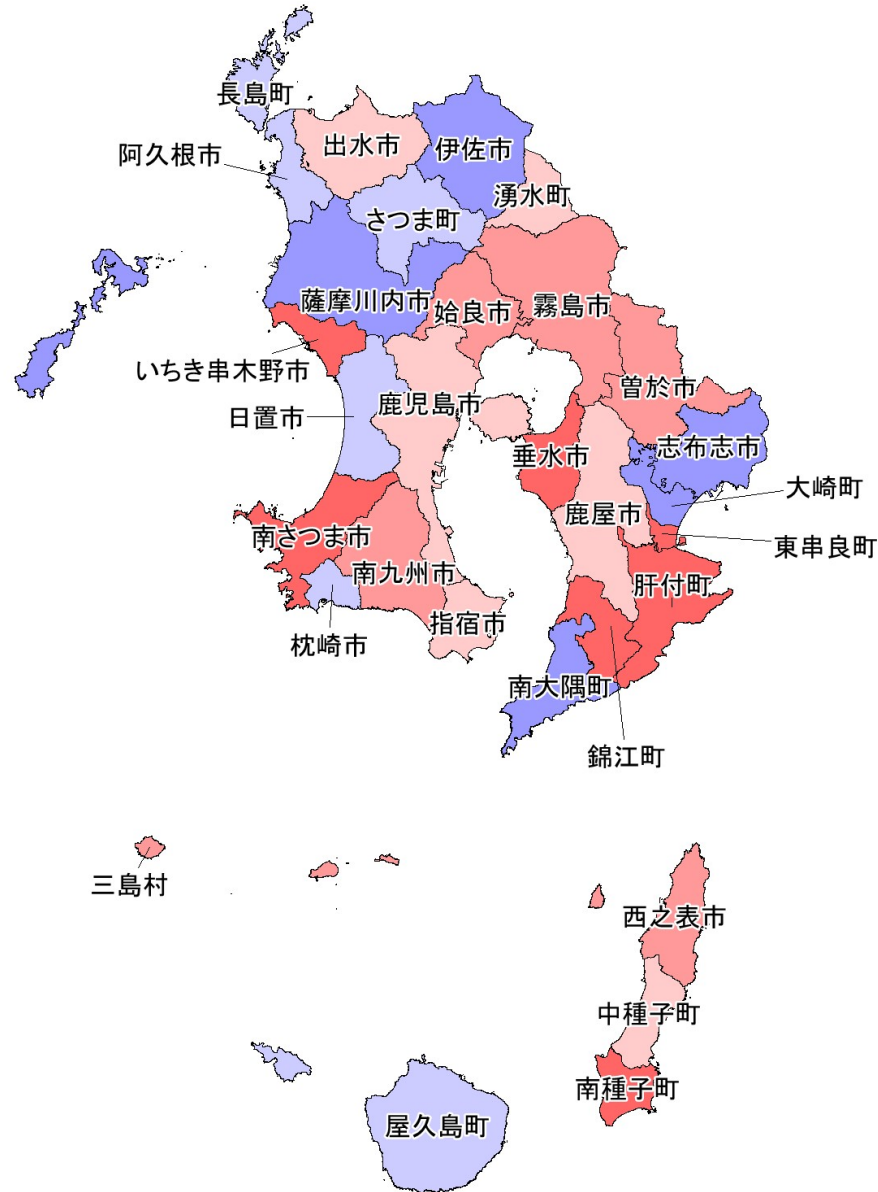 長島町
出水市
伊佐市
阿久根市
湧水町
さつま町
薩摩川内市
姶良市
霧島市
いちき串木野市
曽於市
日置市
鹿児島市
志布志市
垂水市
大崎町
鹿屋市
南さつま市
東串良町
南九州市
肝付町
指宿市
枕崎市
南大隅町
錦江町
三島村
西之表市
中種子町
南種子町
屋久島町